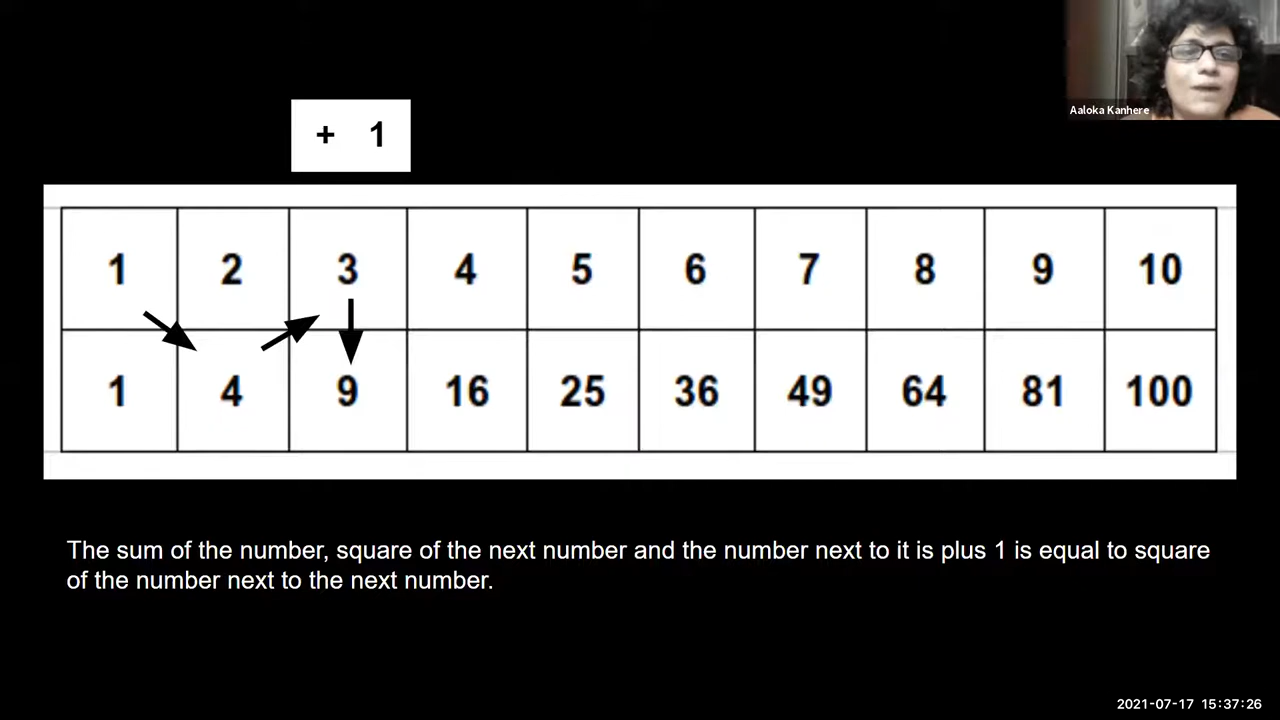 Aaloka Kanhere
+ 1
1 2 3 4 5 6 7 8 9 10
1 4 9 16 25 36 49 64 81 100
The sum of the number, square of the next number and the number next to it is plus 1 is equal to square
of the number next to the next number.
2021-07-17 15:37:26